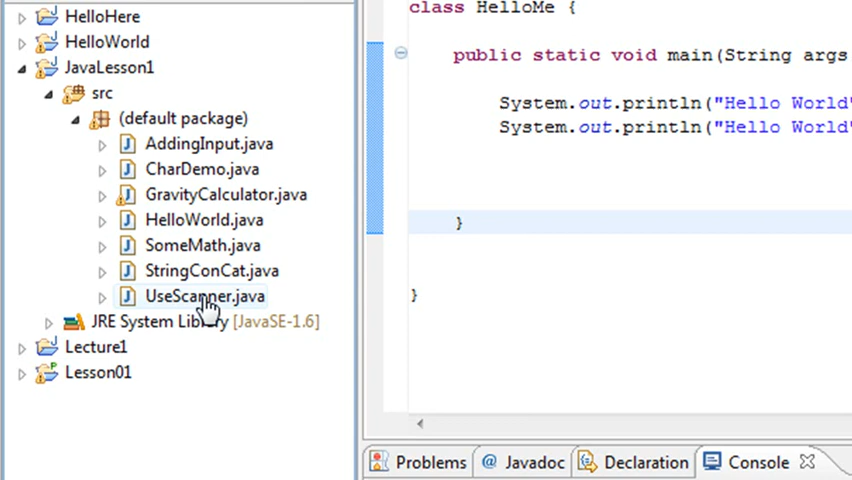 HelloHere
HelloWorld
JavaLesson1
src
(default package)
AddingInput.java
CharDemo.java
GravityCalculator.java
HelloWorld.java
SomeMath.java
StringConCat.java
UseScanner.java
JRE System Library [JavaSE-1.6]
Lecture1
Lesson01
class HelloMe {
public static void main(String args
System.out.println("Hello World"
System.out.println("Hello World"
}
}
Problems @ Javadoc Declaration Console